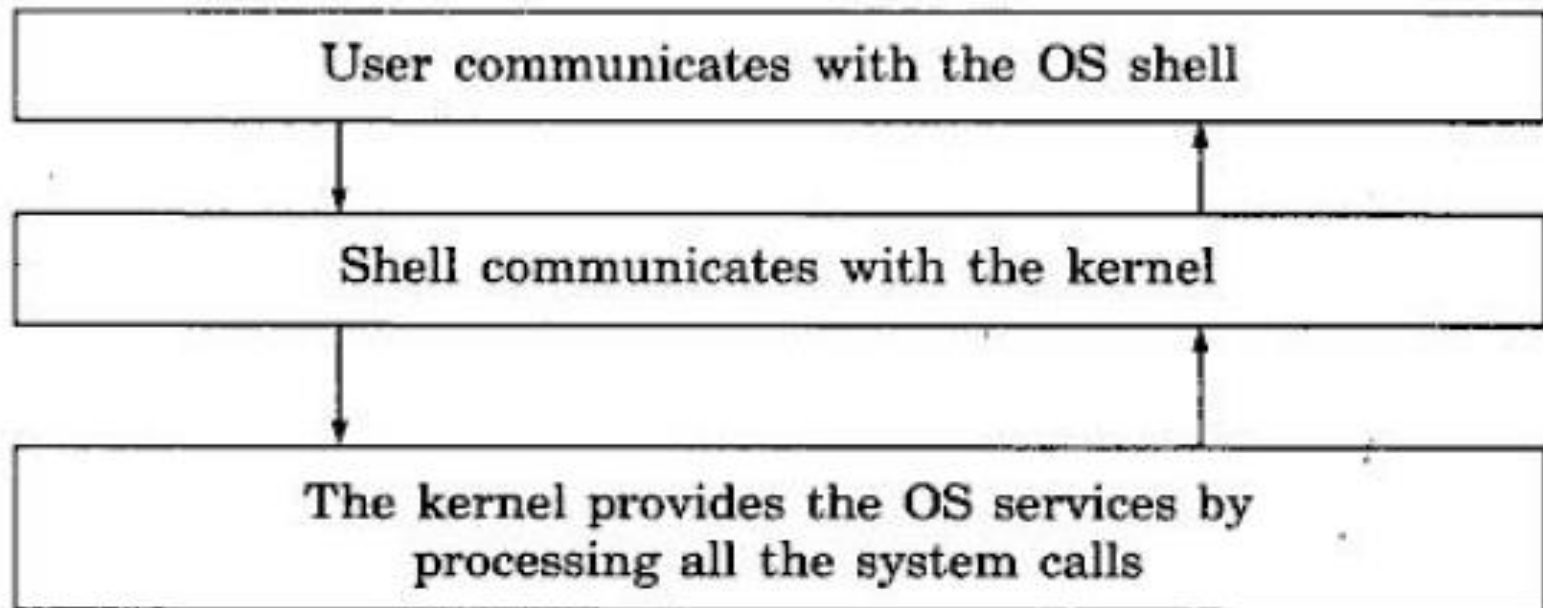 User communicates with the OS shell
Shell communicates with the kernel
The kernel provides the OS services by
processing all the system calls